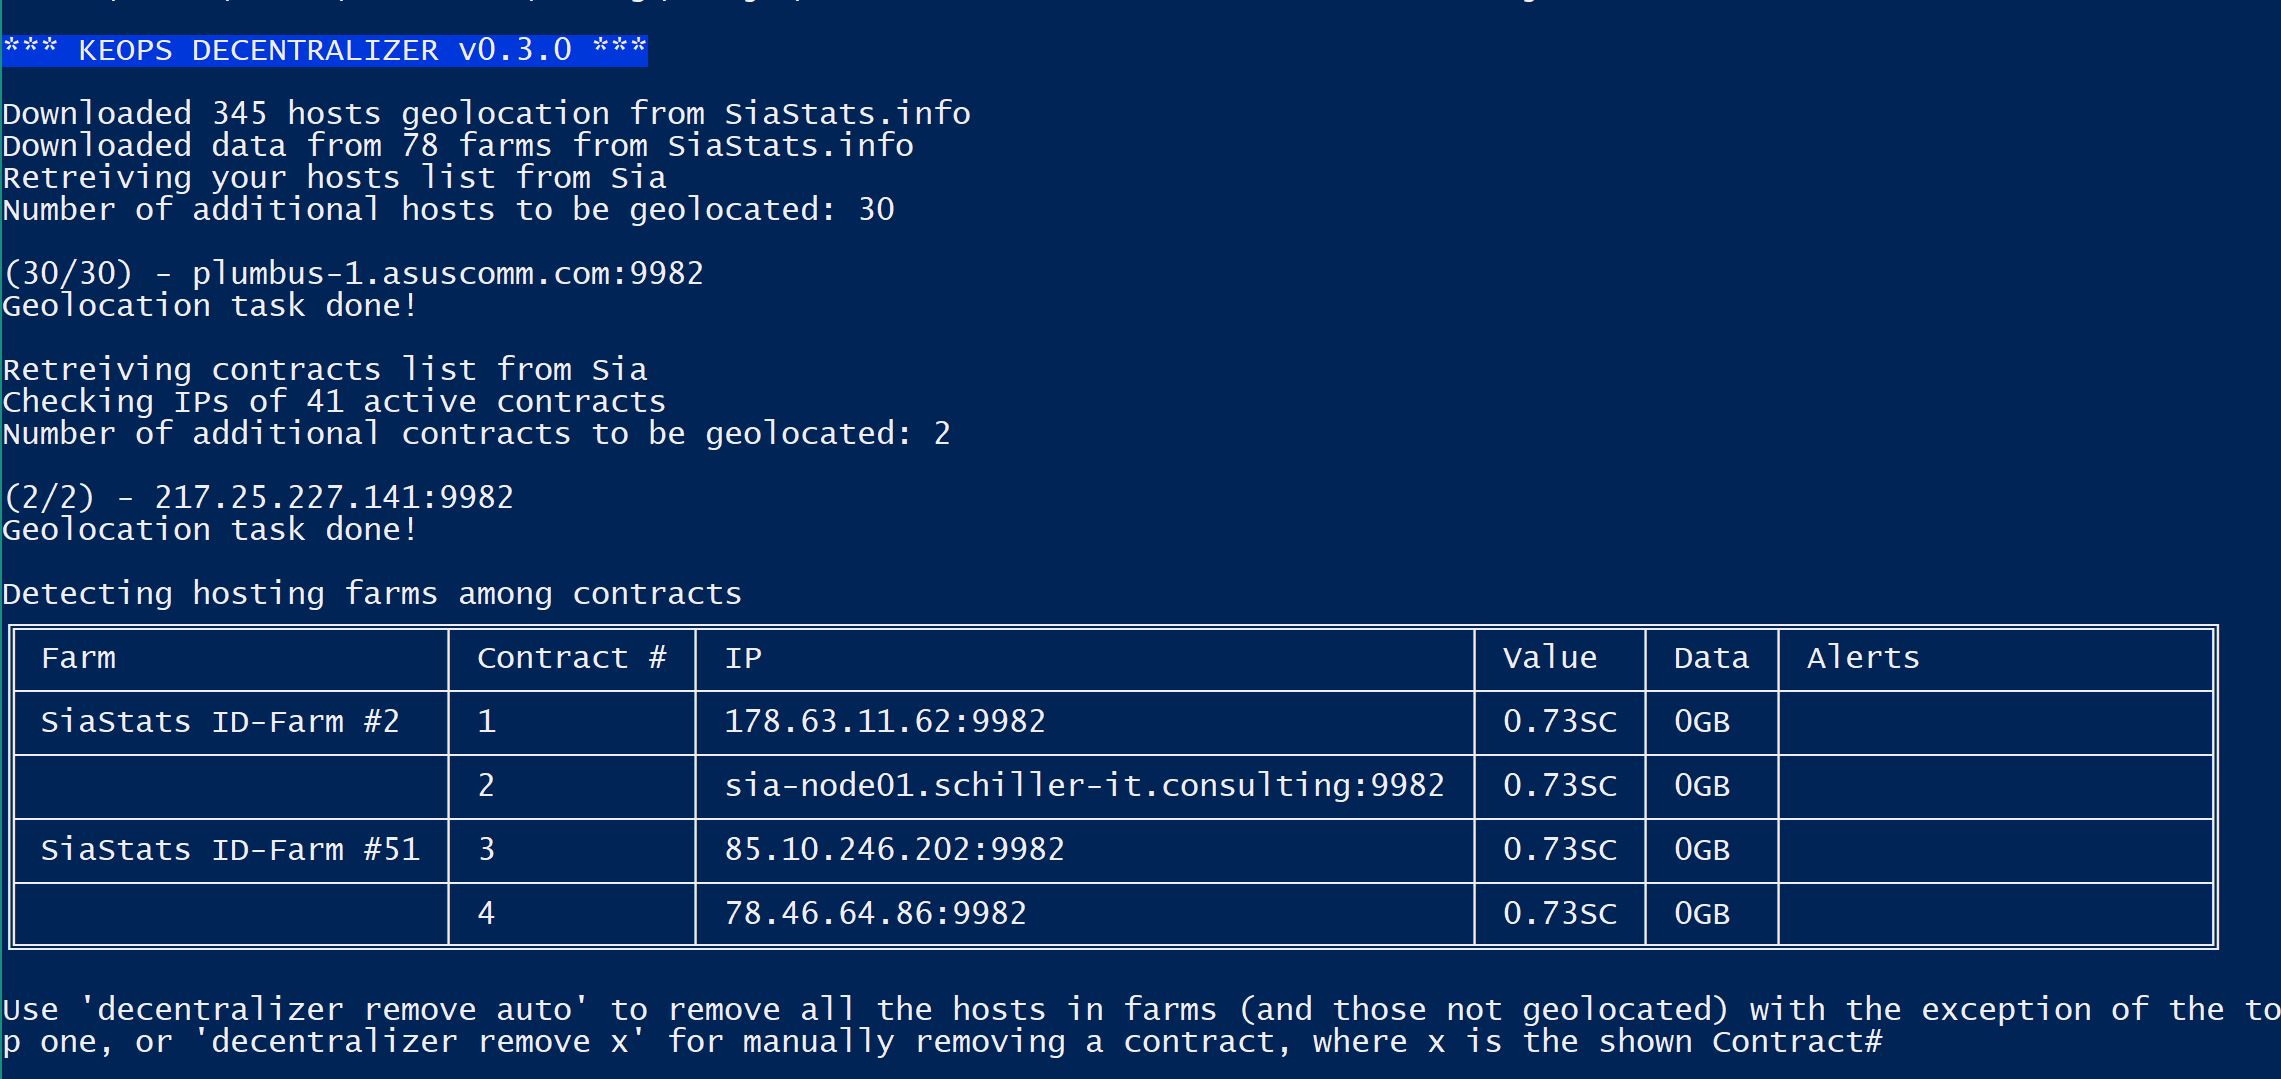 *** KEOPS DECENTRALIZER v0.3.0 ***
Downloaded 345 hosts geolocation from SiaStats.info
Downloaded data from 78 farms from SiaStats.info
Retreiving your hosts list from Sia
Number of additional hosts to be geolocated: 30
(30/30) - plumbus-1.asuscomm.com:9982
Geolocation task done!
Retreiving contracts list from Sia
Checking IPs of 41 active contracts
Number of additional contracts to be geolocated: 2
(2/2) - 217.25.227.141:9982
Geolocation task done!
Detecting hosting farms among contracts
Farm Contract # IP Value Data Alerts
SiaStats ID-Farm #2 1 178.63.11.62:9982 0.73SC 0GB
2 sia-node01.schiller-it.consulting:9982 0.73SC 0GB
SiaStats ID-Farm #51 3 85.10.246.202:9982 0.73SC 0GB
4 78.46.64.86:9982 0.73SC 0GB
Use 'decentralizer remove auto' to remove all the hosts in farms (and those not geolocated) with the exception of the to
p one, or 'decentralizer remove x' for manually removing a contract, where x is the shown Contract#